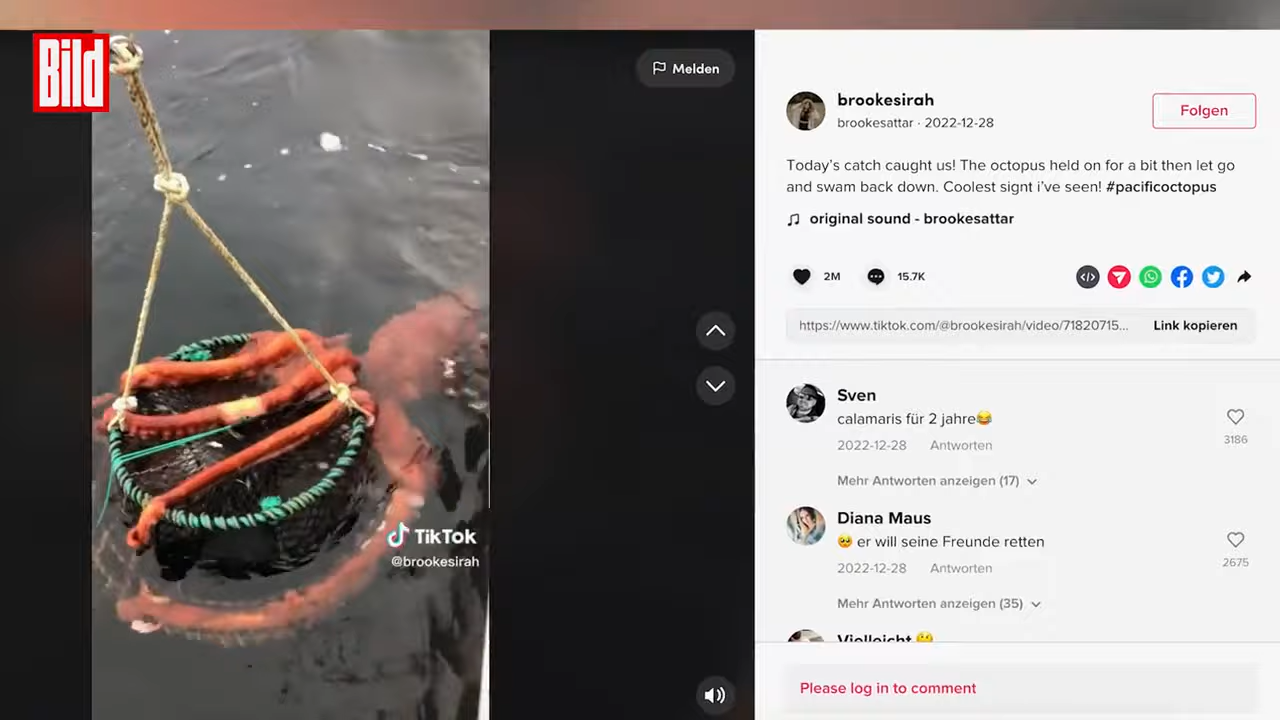 Bild
Melden
TikTok
@brookesirah
brookesirah
brookesattar · 2022-12-28
Folgen
Today's catch caught us! The octopus held on for a bit then let go
and swam back down. Coolest signt i've seen! #pacificoctopus
original sound - brookesattar
2M
15.7K
https://www.tiktok.com/@brookesirah/video/71820715...
Link kopieren
Sven
calamaris für 2 jahre😂
2022-12-28 Antworten
3186
Mehr Antworten anzeigen (17)
Diana Maus
🥺 er will seine Freunde retten
2022-12-28 Antworten
2675
Mehr Antworten anzeigen (35)
Vielleicht 🤨
Please log in to comment